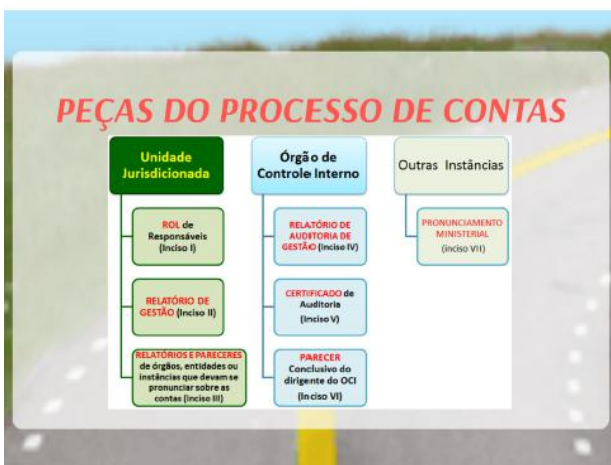 PEÇAS DO PROCESSO DE CONTAS
Unidade
Jurisdicionada
ROL de
Responsáveis
(Inciso I)
RELATÓRIO DE
GESTÃO (Inciso II)
RELATÓRIOS E PARECERES
de órgãos, entidades ou
instâncias que devam se
pronunciar sobre as
contas (Inciso III)
Órgão de
Controle Interno
RELATÓRIO DE
AUDITORIA DE
GESTÃO (Inciso IV)
CERTIFICADO de
Auditoria
(Inciso V)
PARECER
Conclusivo do
dirigente do OCI
(Inciso VI)
Outras Instâncias
PRONUNCIAMENTO
MINISTERIAL
(inciso VII)